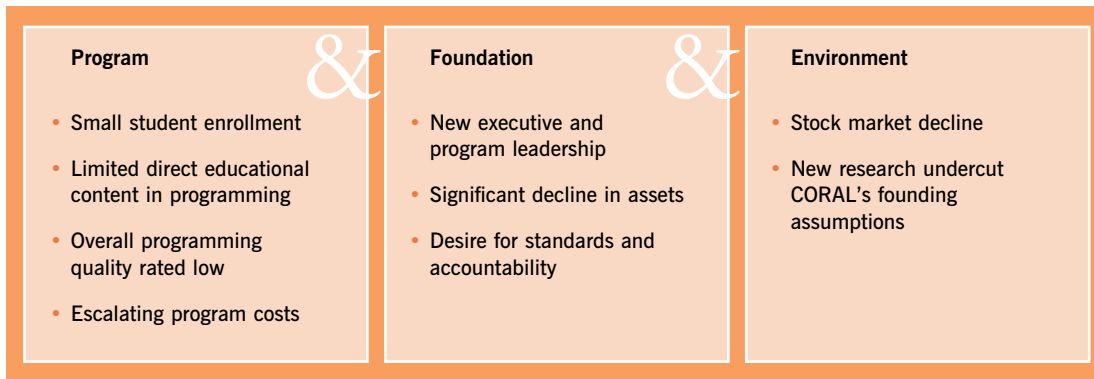 Program
&
• Small student enrollment
• Limited direct educational
content in programming
• Overall programming
quality rated low
• Escalating program costs
Foundation
&
• New executive and
program leadership
• Significant decline in assets
• Desire for standards and
accountability
Environment
• Stock market decline
• New research undercut
CORAL’s founding
assumptions